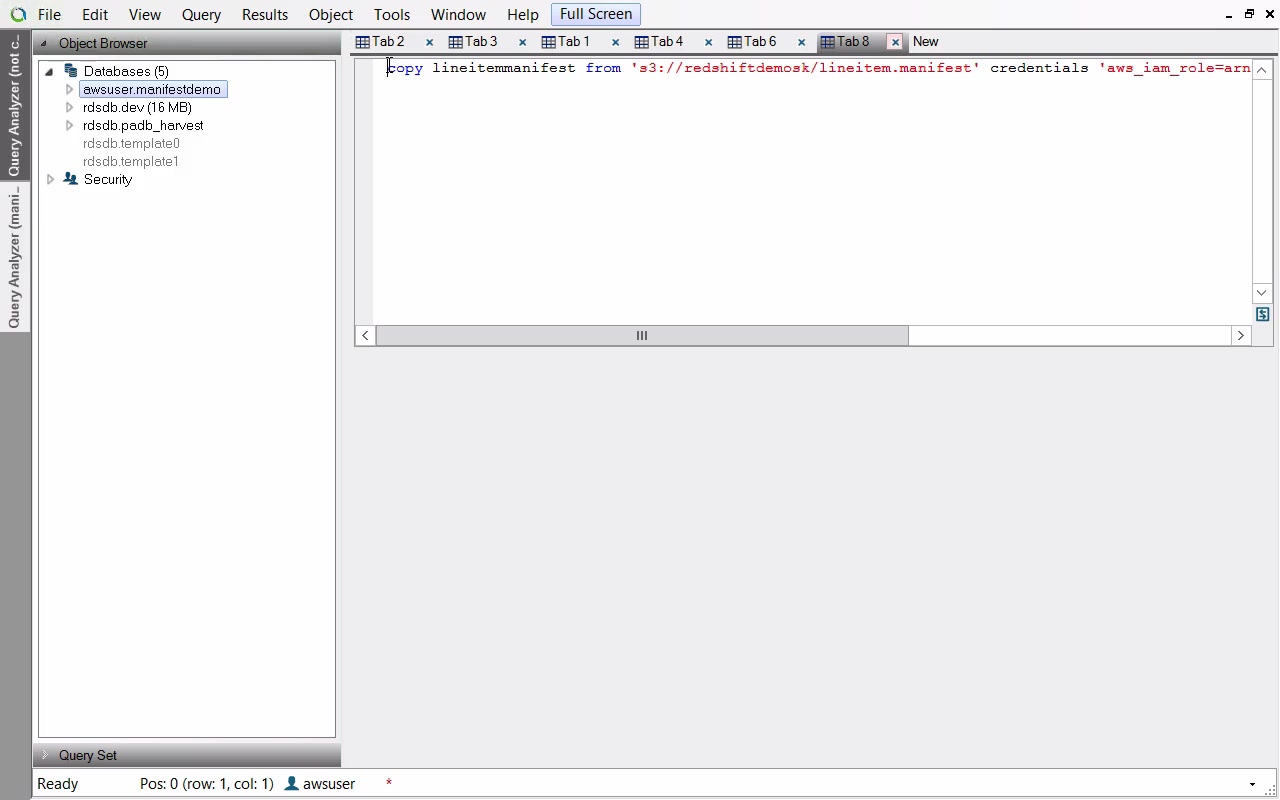 File Edit View Query Results Object Tools Window Help Full Screen
Query Analyzer (not c...
Query Analyzer (mani...
Object Browser
Databases (5)
awsuser.manifestdemo
rdsdb.dev (16 MB)
rdsdb.padb_harvest
rdsdb.template0
rdsdb.template1
Security
Query Set
Tab 2 Tab 3 Tab 1 Tab 4 Tab 6 Tab 8 New
copy lineitemmanifest from 's3://redshiftdemosk/lineitem.manifest' credentials 'aws_iam_role=arn
Ready Pos: 0 (row: 1, col: 1) awsuser *